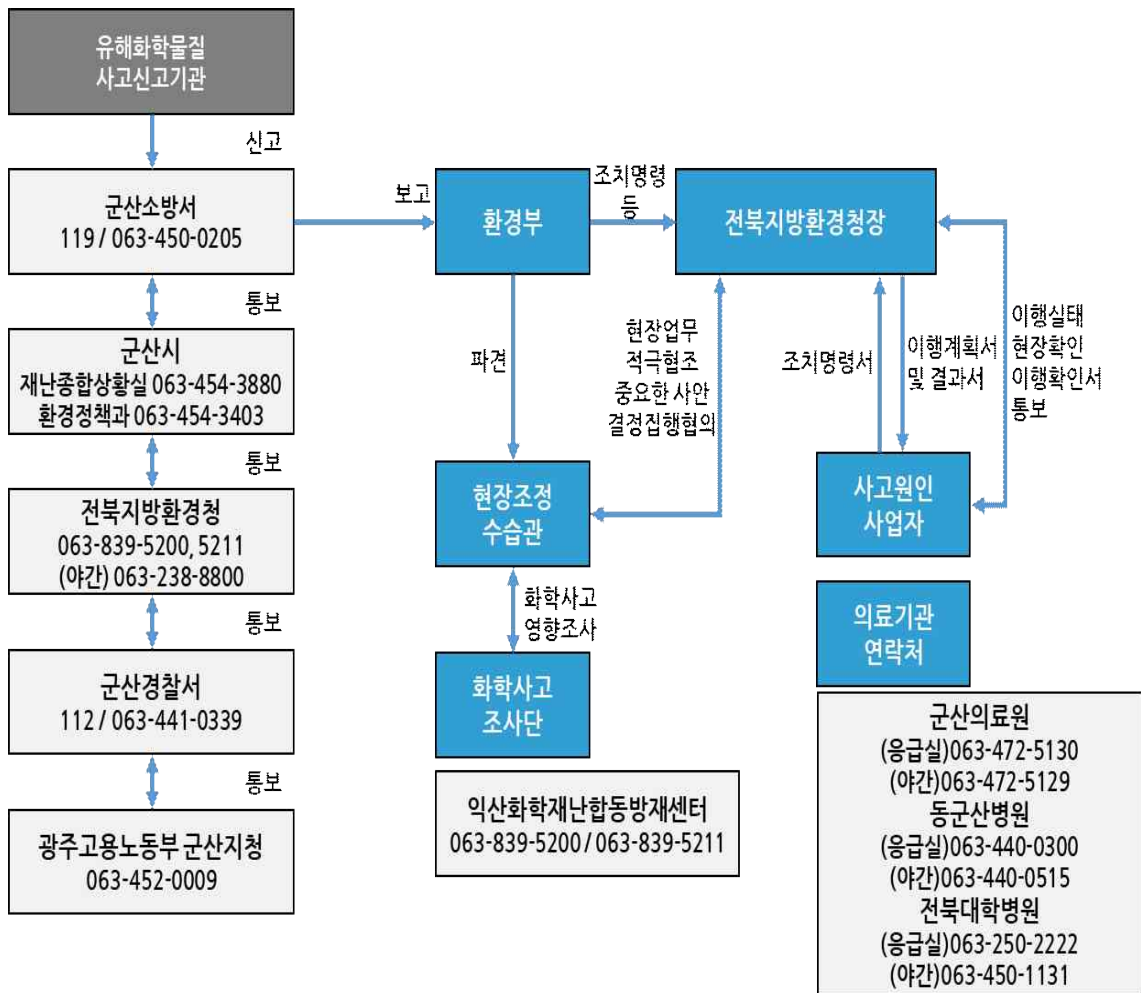 유해화학물질
사고신고기관
신고
군산소방서
119 / 063-450-0205
통보
군산시
재난종합상황실 063-454-3880
환경정책과 063-454-3403
통보
전북지방환경청
063-839-5200, 5211
(야간) 063-238-8800
통보
군산경찰서
112 / 063-441-0339
통보
광주고용노동부 군산지청
063-452-0009
보고
환경부
조치명령
등
전북지방환경청장
파견
현장업무
적극협조
중요한 사안
결정집행협의
조치명령서
이행계획서
및 결과서
이행실태
현장확인
이행확인서
통보
현장조정
수습관
사고원인
사업자
화학사고
영향조사
화학사고
조사단
익산화학재난합동방재센터
063-839-5200 / 063-839-5211
의료기관
연락처
군산의료원
(응급실)063-472-5130
(야간)063-472-5129
동군산병원
(응급실)063-440-0300
(야간)063-440-0515
전북대학병원
(응급실)063-250-2222
(야간)063-450-1131